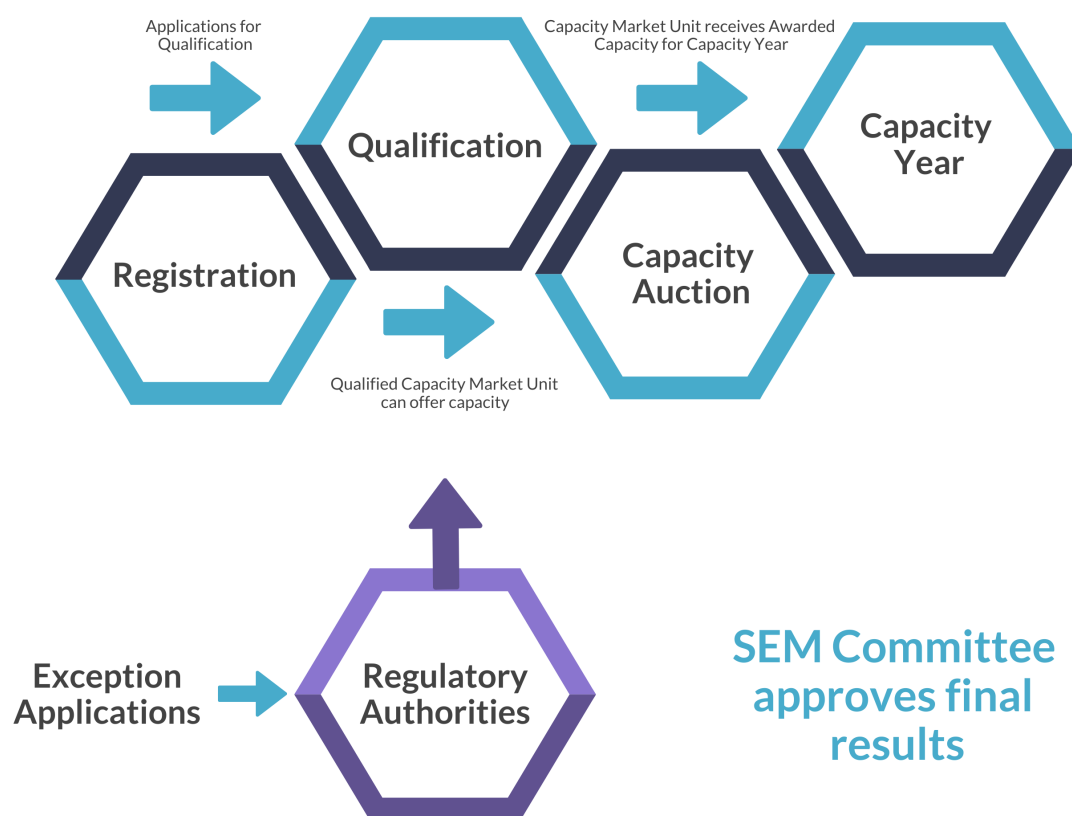 Applications for
Qualification
Capacity Market Unit receives Awarded
Capacity for Capacity Year
Qualification
Capacity
Year
Registration
Capacity
Auction
Qualified Capacity Market Unit
can offer capacity
Exception
Applications
Regulatory
Authorities
SEM Committee
approves final
results